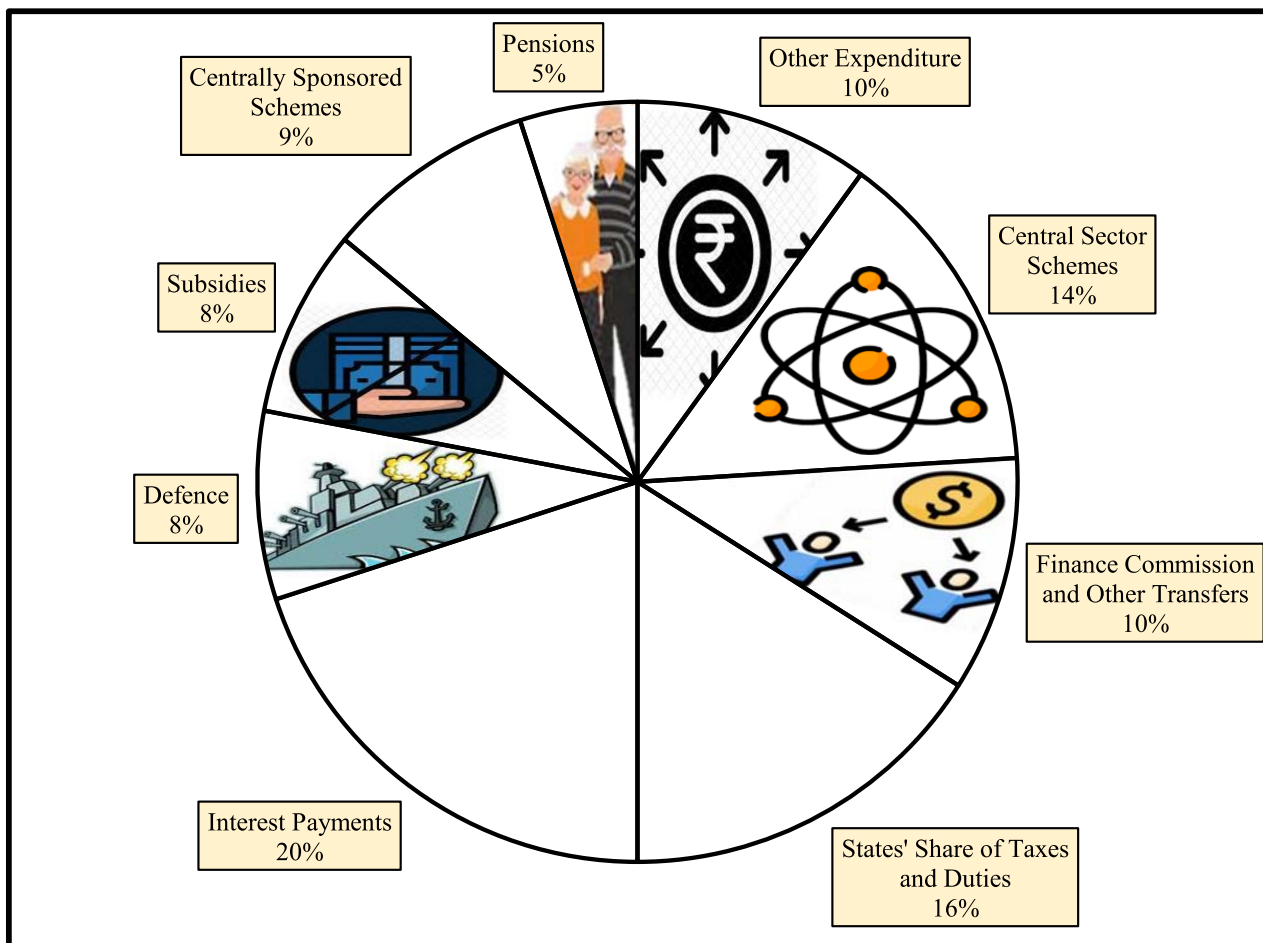 Pensions
5%
Other Expenditure
10%
Centrally Sponsored
Schemes
9%
Central Sector
Schemes
14%
Subsidies
8%
₹
Defence
8%
$
Finance Commission
and Other Transfers
10%
Interest Payments
20%
States' Share of Taxes
and Duties
16%